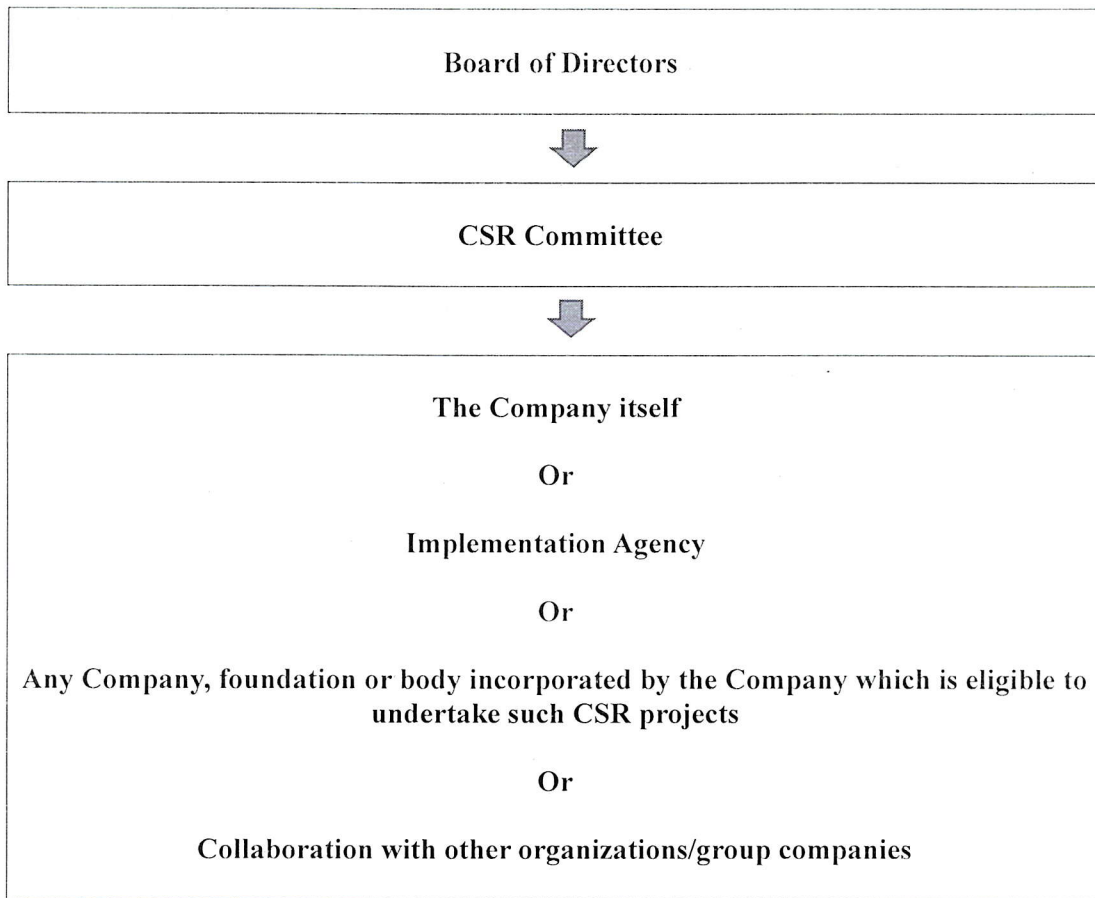 Board of Directors
CSR Committee
The Company itself
Or
Implementation Agency
Or
Any Company, foundation or body incorporated by the Company which is eligible to
undertake such CSR projects
Or
Collaboration with other organizations/group companies